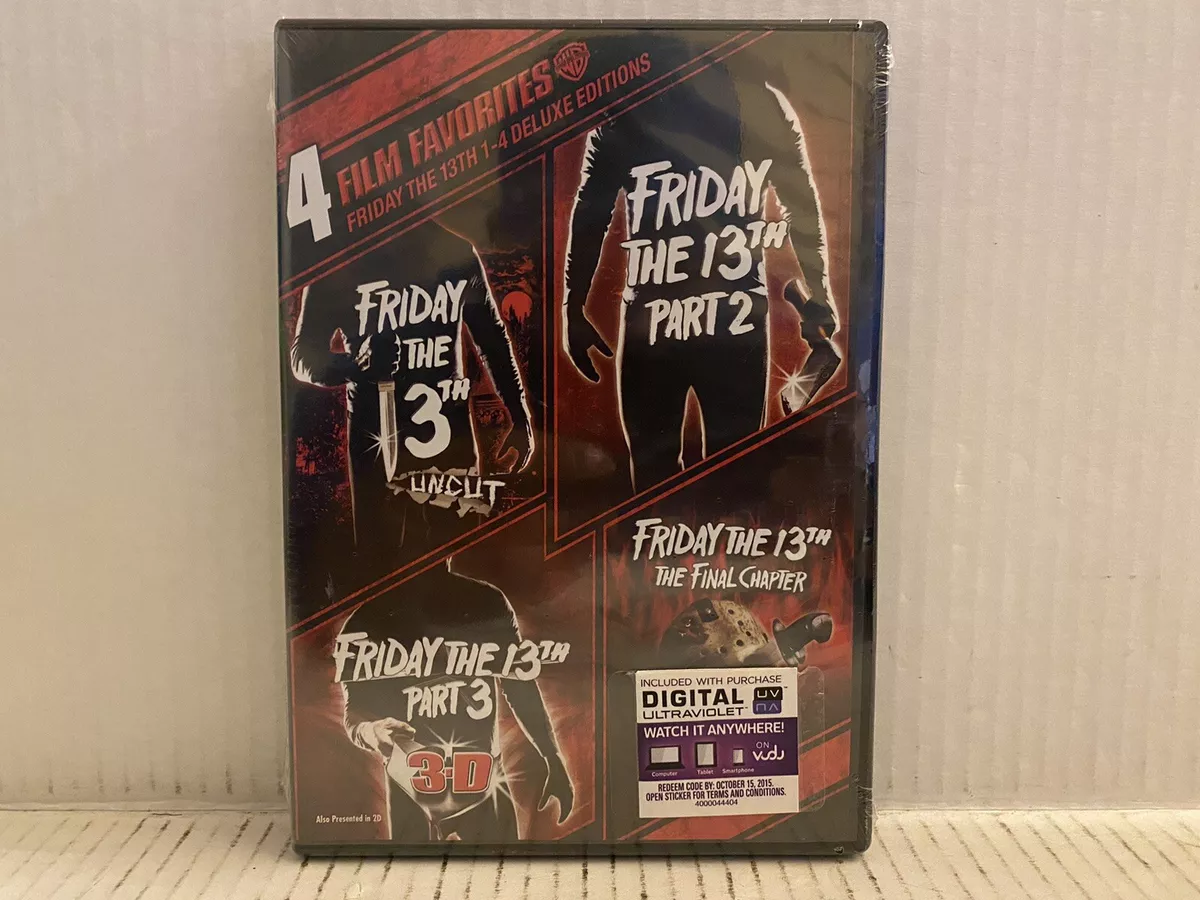 4 FILM FAVORITES WB
FRIDAY THE 13TH 1-4 DELUXE EDITIONS
FRIDAY
THE
13TH
UNCUT
FRIDAY
THE 13TH
PART 2
FRIDAY THE 13TH
PART 3
3-D
Also Presented in 2D
FRIDAY THE 13TH
THE FINAL CHAPTER
INCLUDED WITH PURCHASE
DIGITAL UV
ULTRAVIOLET™
WATCH IT ANYWHERE!
Computer Tablet Smartphone
ON
VUDU
REDEEM CODE BY: OCTOBER 15, 2015.
OPEN STICKER FOR TERMS AND CONDITIONS.
4000044404